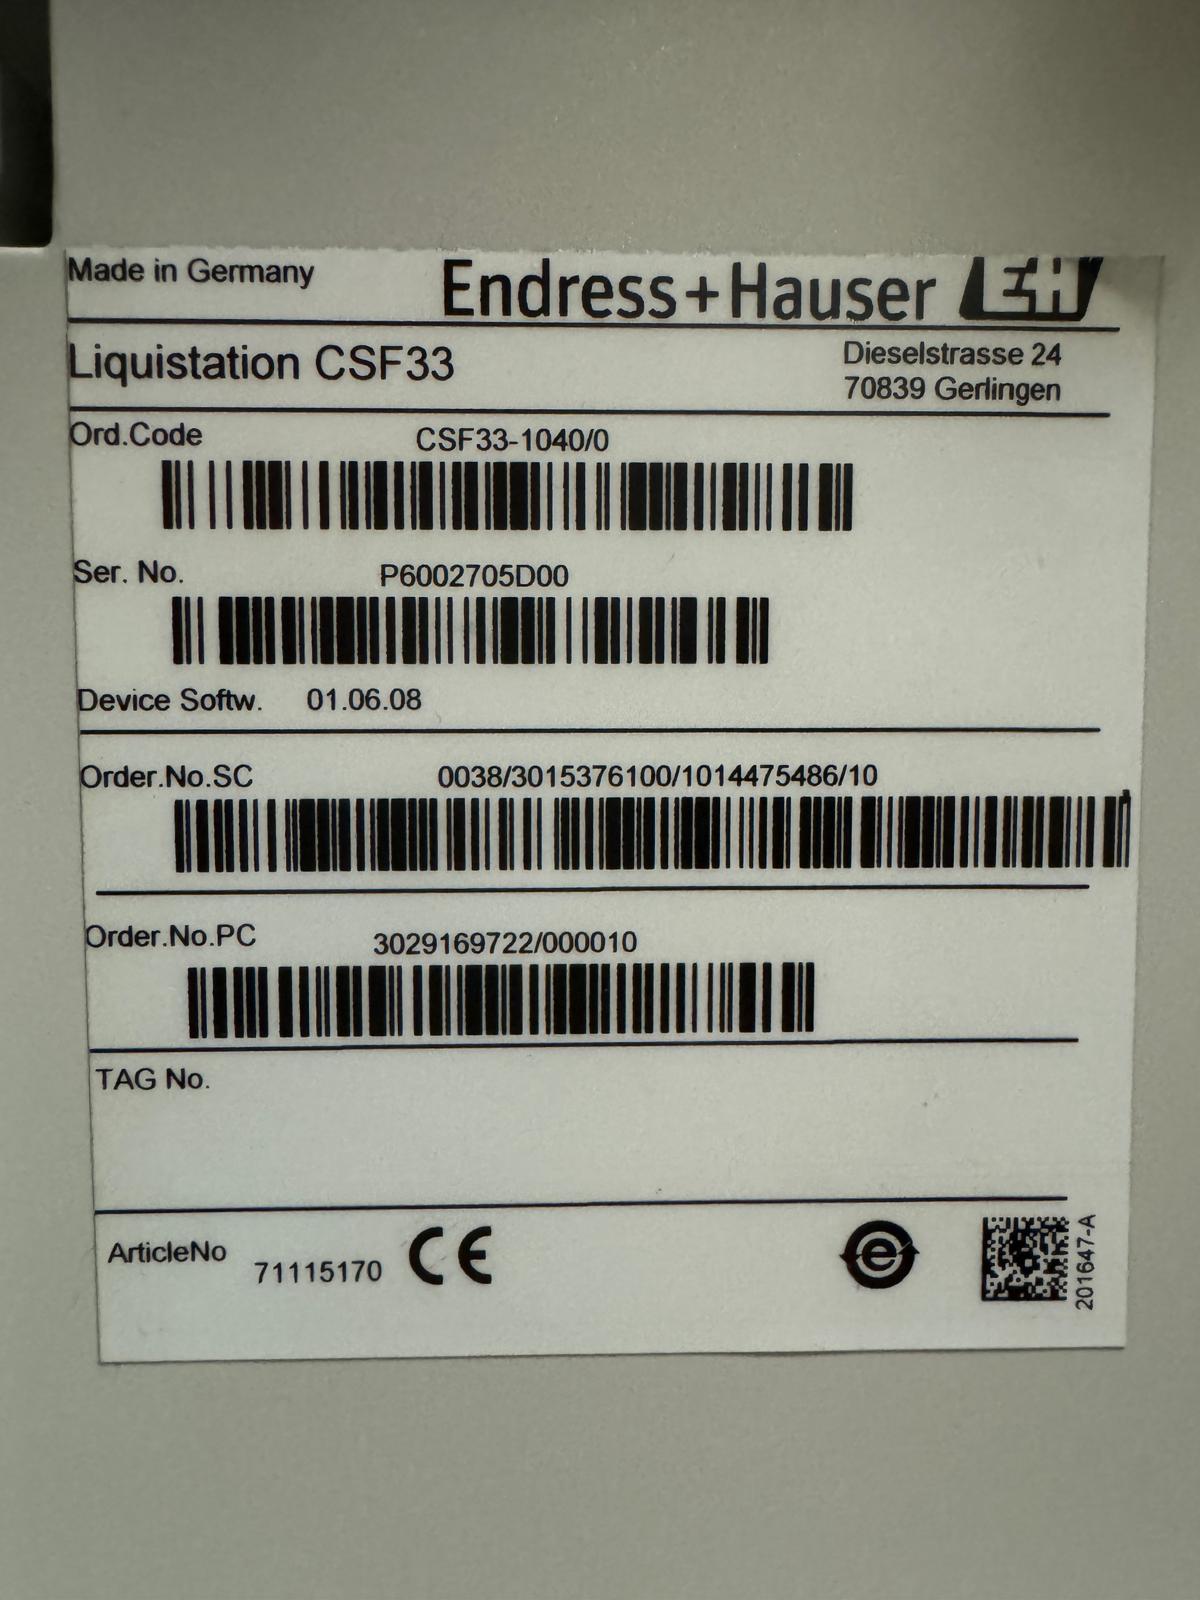 Made in Germany
Endress+Hauser EH
Liquistation CSF33
Dieselstrasse 24
70839 Gerlingen
Ord.Code CSF33-1040/0
Ser. No. P6002705D00
Device Softw. 01.06.08
Order.No.SC 0038/3015376100/1014475486/10
Order.No.PC 3029169722/000010
TAG No.
ArticleNo 71115170 CE e
201647-A